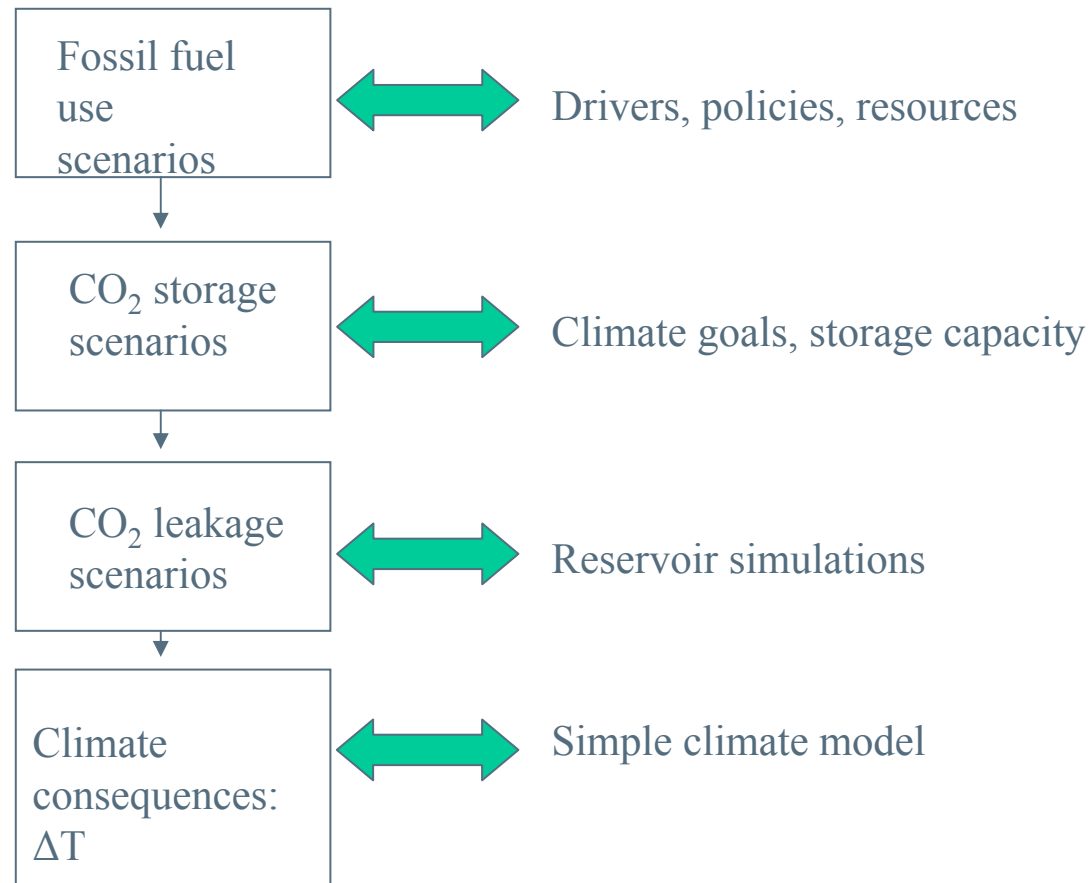 Fossil fuel
use
scenarios
Drivers, policies, resources
CO₂ storage
scenarios
Climate goals, storage capacity
CO₂ leakage
scenarios
Reservoir simulations
Climate
consequences:
ΔT
Simple climate model